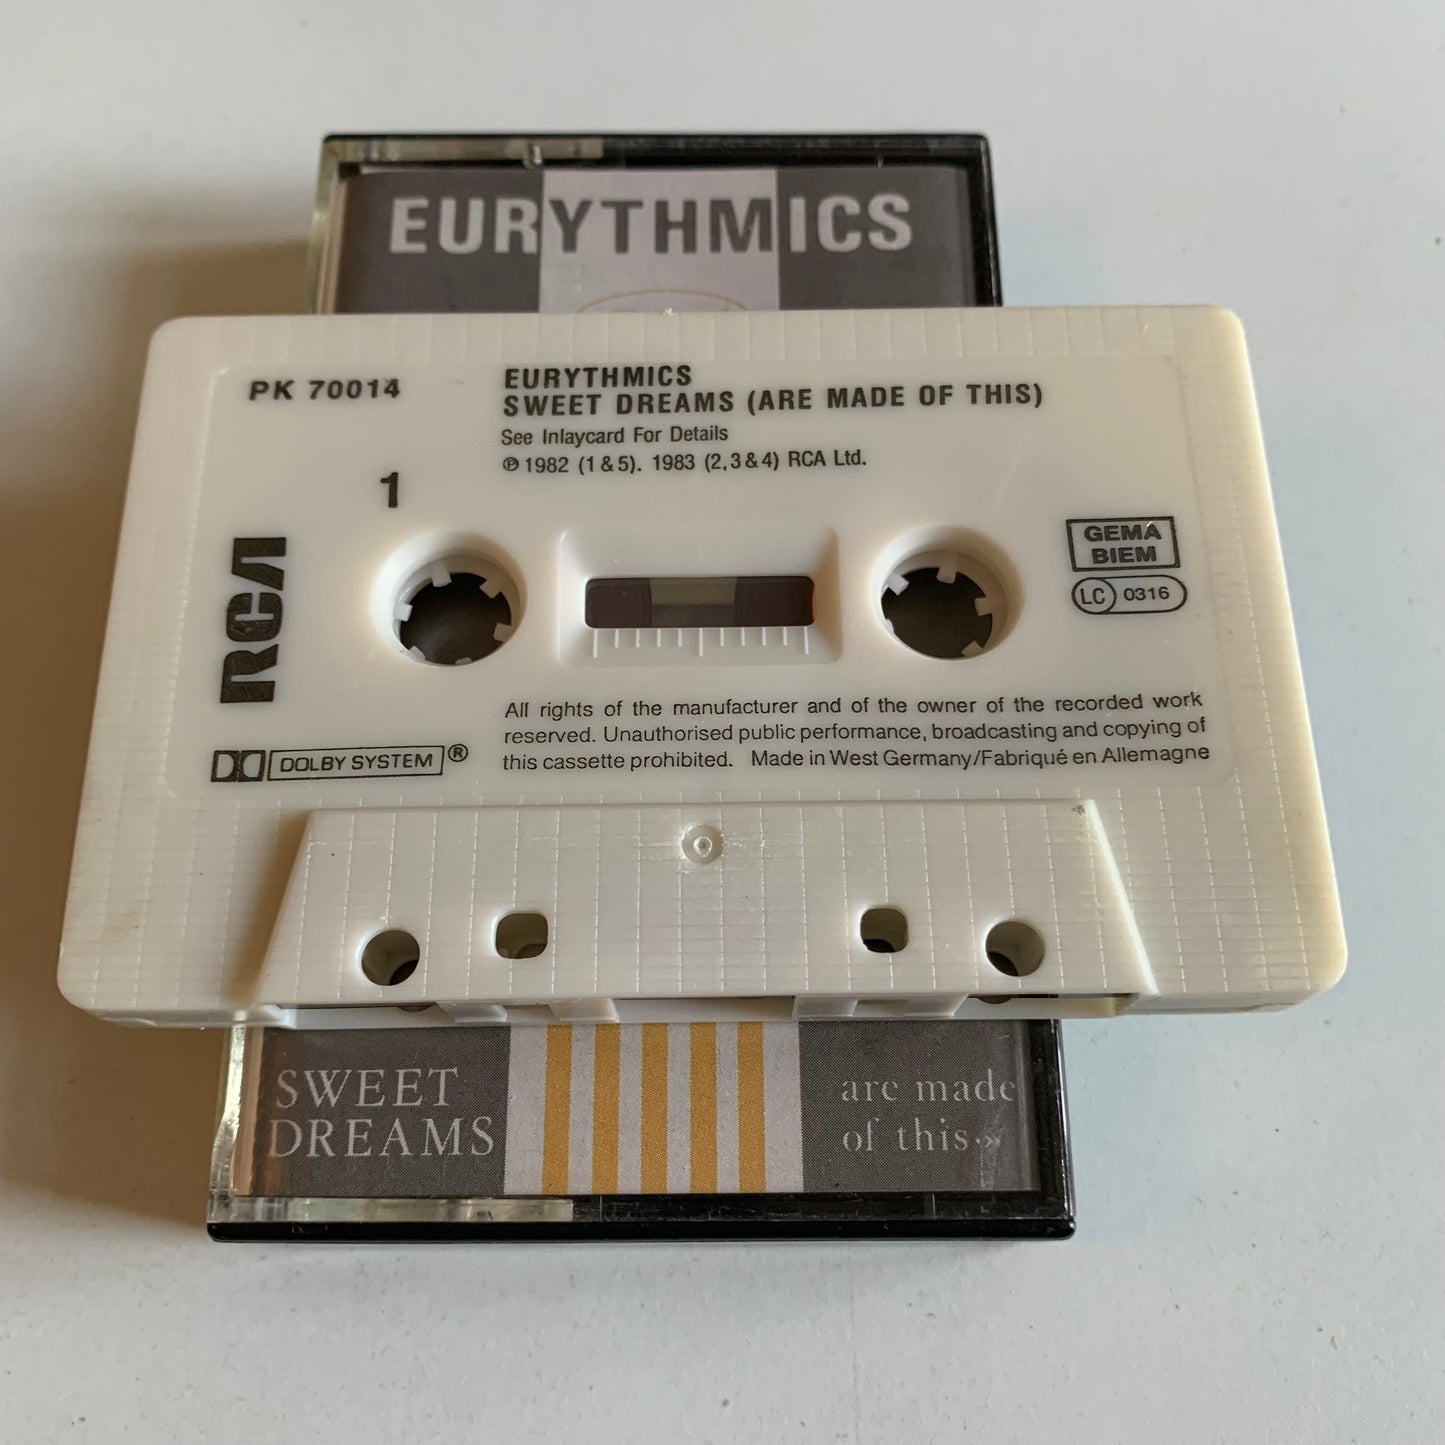 EURYTHMICS
PK 70014
EURYTHMICS
SWEET DREAMS (ARE MADE OF THIS)
See Inlaycard For Details
℗ 1982 (1 & 5). 1983 (2, 3 & 4) RCA Ltd.
1
RCA
GEMA
BIEM
LC 0316
DOLBY SYSTEM ®
All rights of the manufacturer and of the owner of the recorded work
reserved. Unauthorised public performance, broadcasting and copying of
this cassette prohibited. Made in West Germany/Fabriqué en Allemagne
SWEET
DREAMS
are made
of this...